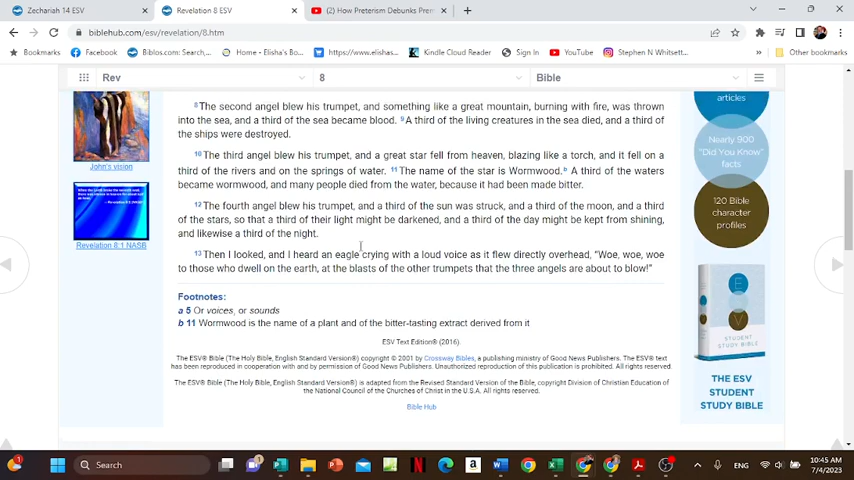 Zechariah 14 ESV
Revelation 8 ESV
(2) How Preterism Debunks Prem
biblehub.com/esv/revelation/8.htm
Bookmarks
Facebook
Biblos.com: Search,
Home - Elisha's Bo
https://www.elishas
Kindle Cloud Reader
Sign In
YouTube
Stephen N Whitsett
Other bookmarks
Rev
8
Bible
8The second angel blew his trumpet, and something like a great mountain, burning with fire, was thrown
into the sea, and a third of the sea became blood. 9A third of the living creatures in the sea died, and a third of
the ships were destroyed.
10The third angel blew his trumpet, and a great star fell from heaven, blazing like a torch, and it fell on a
third of the rivers and on the springs of water. 11The name of the star is Wormwood.b A third of the waters
became wormwood, and many people died from the water, because it had been made bitter.
12The fourth angel blew his trumpet, and a third of the sun was struck, and a third of the moon, and a third
of the stars, so that a third of their light might be darkened, and a third of the day might be kept from shining,
and likewise a third of the night.
13Then I looked, and I heard an eagle crying with a loud voice as it flew directly overhead, “Woe, woe, woe
to those who dwell on the earth, at the blasts of the other trumpets that the three angels are about to blow!”
Footnotes:
a 5 Or voices, or sounds
b 11 Wormwood is the name of a plant and of the bitter-tasting extract derived from it
ESV Text Edition® (2016).
The ESV® Bible (The Holy Bible, English Standard Version®) copyright © 2001 by Crossway Bibles, a publishing ministry of Good News Publishers. The ESV® text
has been reproduced in cooperation with and by permission of Good News Publishers. Unauthorized reproduction of this publication is prohibited. All rights reserved.
The ESV® Bible (The Holy Bible, English Standard Version®) is adapted from the Revised Standard Version of the Bible, copyright Division of Christian Education of
the National Council of the Churches of Christ in the U.S.A. All rights reserved.
Bible Hub
John's vision
Revelation 8:1 NASB
articles
Nearly 900
"Did You Know"
facts
120 Bible
character
profiles
ESV
STUDENT
STUDY BIBLE
THE ESV
STUDENT
STUDY BIBLE
Search
ENG
10:45 AM
7/4/2023